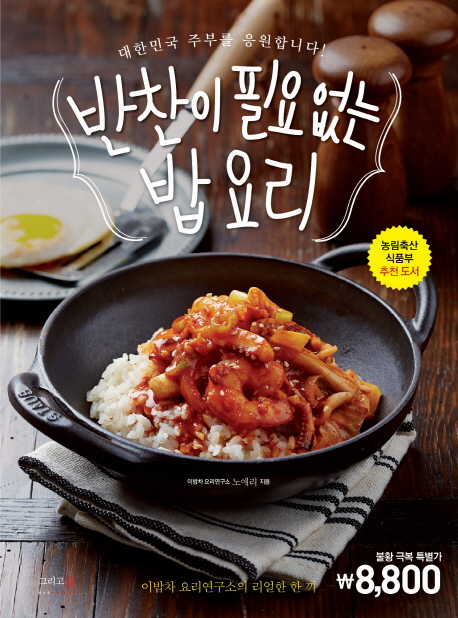 대한민국 주부를 응원합니다!
반찬이 필요 없는
밥 요리
농림축산
식품부
추천 도서
STAUB
이밥차 요리연구소 노애리 지음
불황 극복 특별가
₩8,800
그리고책
이밥차 요리연구소의 리얼한 한 끼